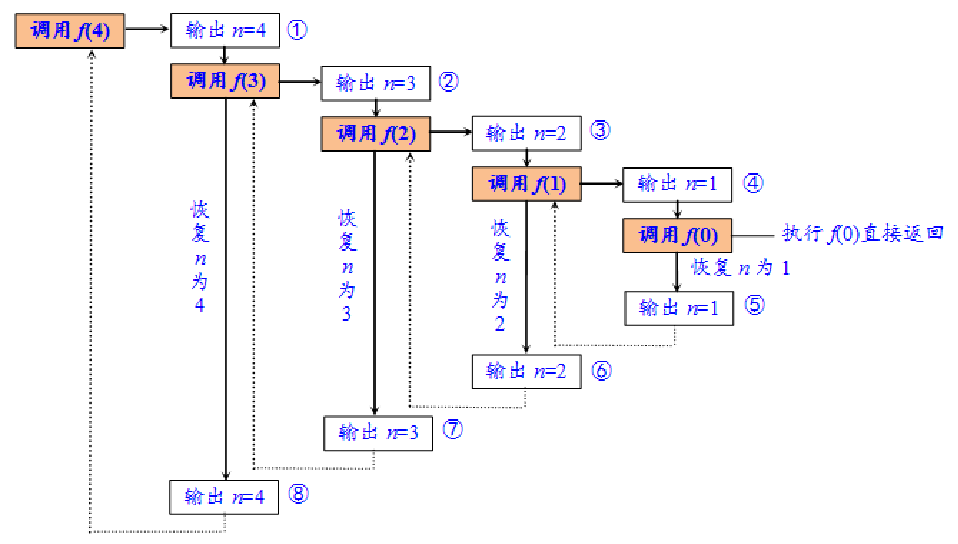 调用 f(4)
输出 n=4 ①
调用 f(3)
输出 n=3 ②
调用 f(2)
输出 n=2 ③
调用 f(1)
输出 n=1 ④
调用 f(0)
执行 f(0)直接返回
恢复 n 为 1
输出 n=1 ⑤
恢复 n 为 2
输出 n=2 ⑥
恢复 n 为 3
输出 n=3 ⑦
恢复 n 为 4
输出 n=4 ⑧